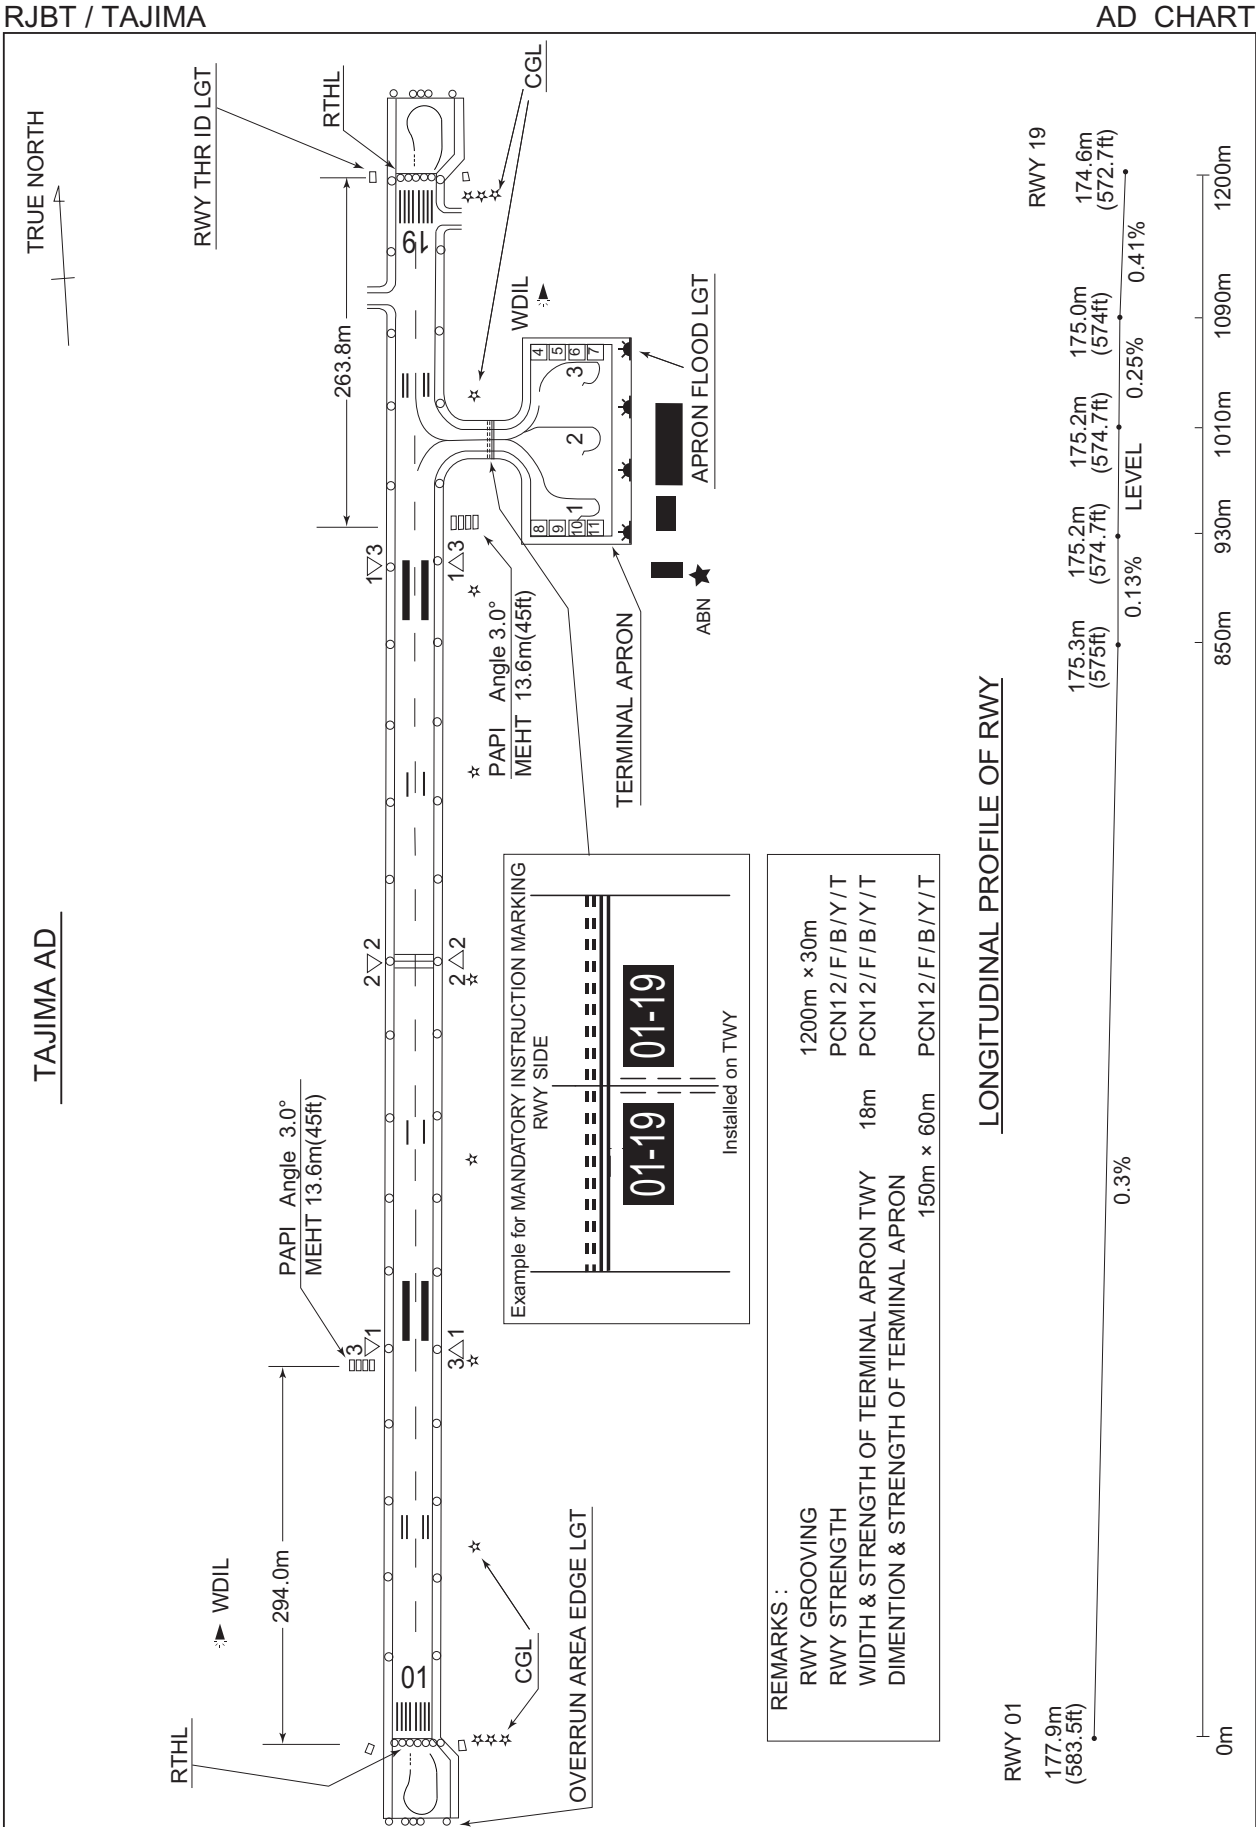 RJBT / TAJIMA
AD CHART
TAJIMA AD
TRUE NORTH
RWY THR ID LGT
RTHL
CGL
263.8m
19
WDIL
4
5
6
7
3
2
1
8
9
10
11
APRON FLOOD LGT
ABN
TERMINAL APRON
PAPI Angle 3.0°
MEHT 13.6m(45ft)
1 3
1 3
2 2
2 2
3 1
3 1
PAPI Angle 3.0°
MEHT 13.6m(45ft)
294.0m
WDIL
01
RTHL
CGL
OVERRUN AREA EDGE LGT
Example for MANDATORY INSTRUCTION MARKING
RWY SIDE
01-19 01-19
Installed on TWY
REMARKS :
RWY GROOVING 1200m × 30m
RWY STRENGTH PCN12/F/B/Y/T
WIDTH & STRENGTH OF TERMINAL APRON TWY 18m PCN12/F/B/Y/T
DIMENTION & STRENGTH OF TERMINAL APRON
150m × 60m PCN12/F/B/Y/T
LONGITUDINAL PROFILE OF RWY
RWY 01
177.9m
(583.5ft)
0.3%
175.3m
(575ft)
0.13%
175.2m
(574.7ft)
LEVEL
175.2m
(574.7ft)
0.25%
175.0m
(574ft)
0.41%
RWY 19
174.6m
(572.7ft)
0m 850m 930m 1010m 1090m 1200m